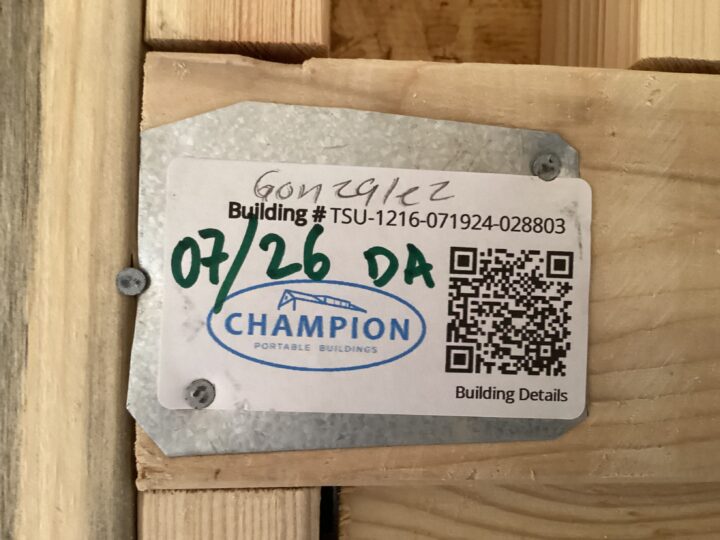 Gonzalez
Building # TSU-1216-071924-028803
07/26 DA
CHAMPION
PORTABLE BUILDINGS
Building Details